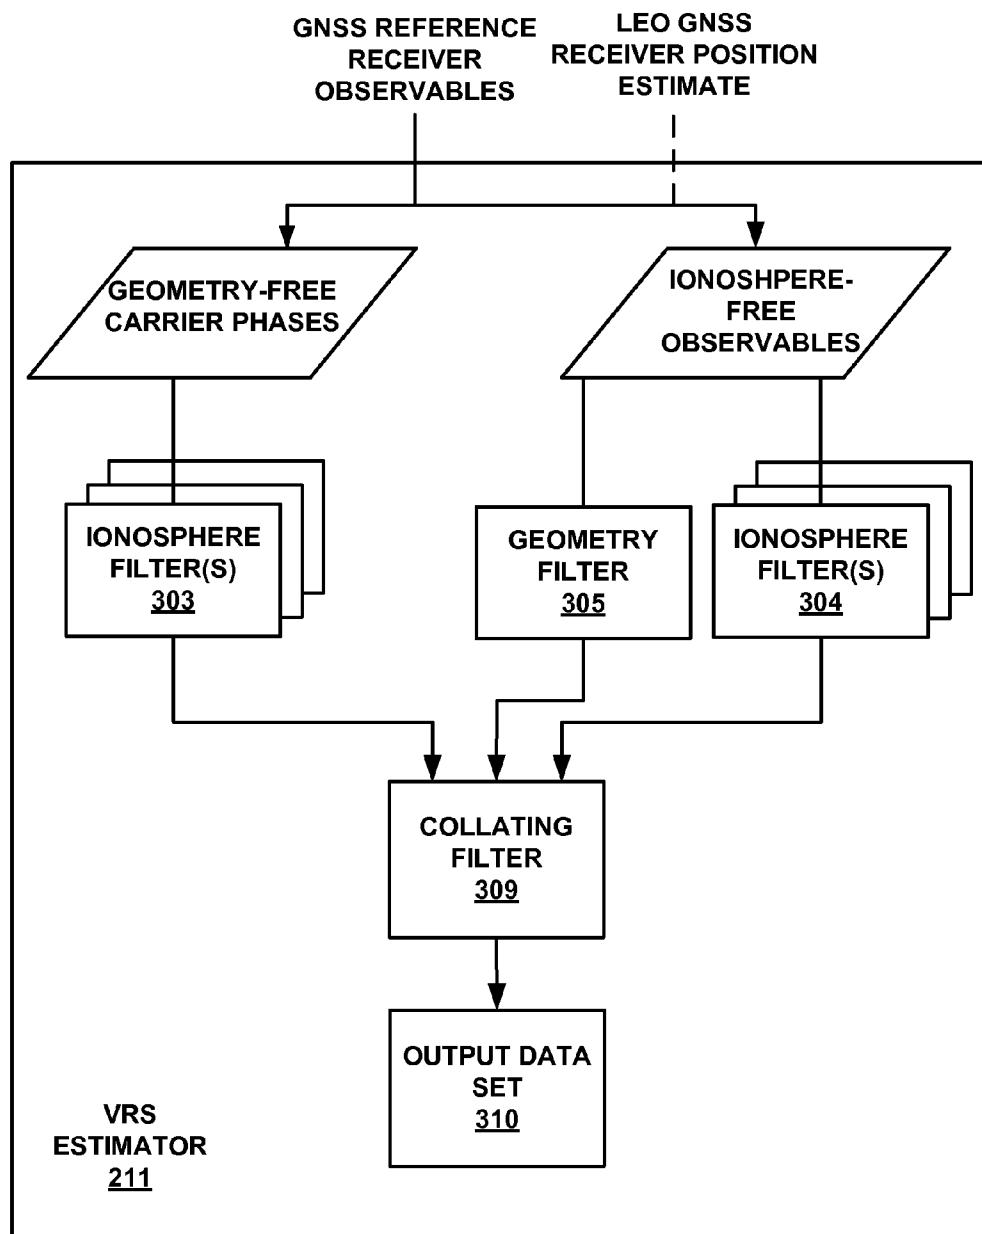 GNSS REFERENCE
RECEIVER
OBSERVABLES
LEO GNSS
RECEIVER POSITION
ESTIMATE
GEOMETRY-FREE
CARRIER PHASES
IONOSHPERE-
FREE
OBSERVABLES
IONOSPHERE
FILTER(S)
303
GEOMETRY
FILTER
305
IONOSPHERE
FILTER(S)
304
COLLATING
FILTER
309
OUTPUT DATA
SET
310
VRS
ESTIMATOR
211